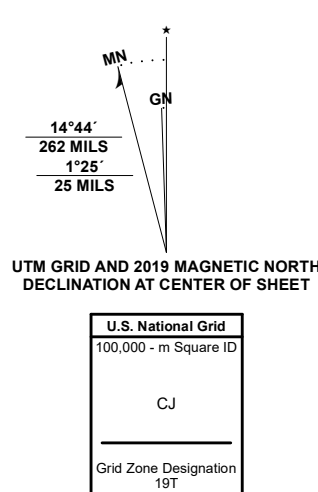 MN
GN
14°44´
262 MILS
1°25´
25 MILS
UTM GRID AND 2019 MAGNETIC NORTH
DECLINATION AT CENTER OF SHEET
U.S. National Grid
100,000 - m Square ID
CJ
Grid Zone Designation
19T